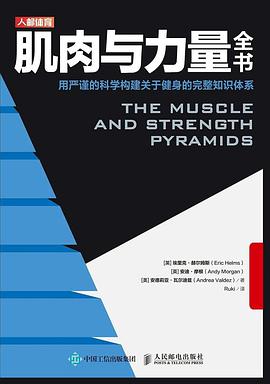 人邮体育
肌肉与力量全书
用严谨的科学构建关于健身的完整知识体系
THE MUSCLE
AND STRENGTH
PYRAMIDS
[美] 埃里克·赫尔姆斯 (Eric Helms)
[英] 安迪·摩根 (Andy Morgan)
[美] 安德莉亚·瓦尔迪兹 (Andrea Valdez) 著
Ruki 译
中国工信出版集团
人民邮电出版社
POSTS & TELECOM PRESS